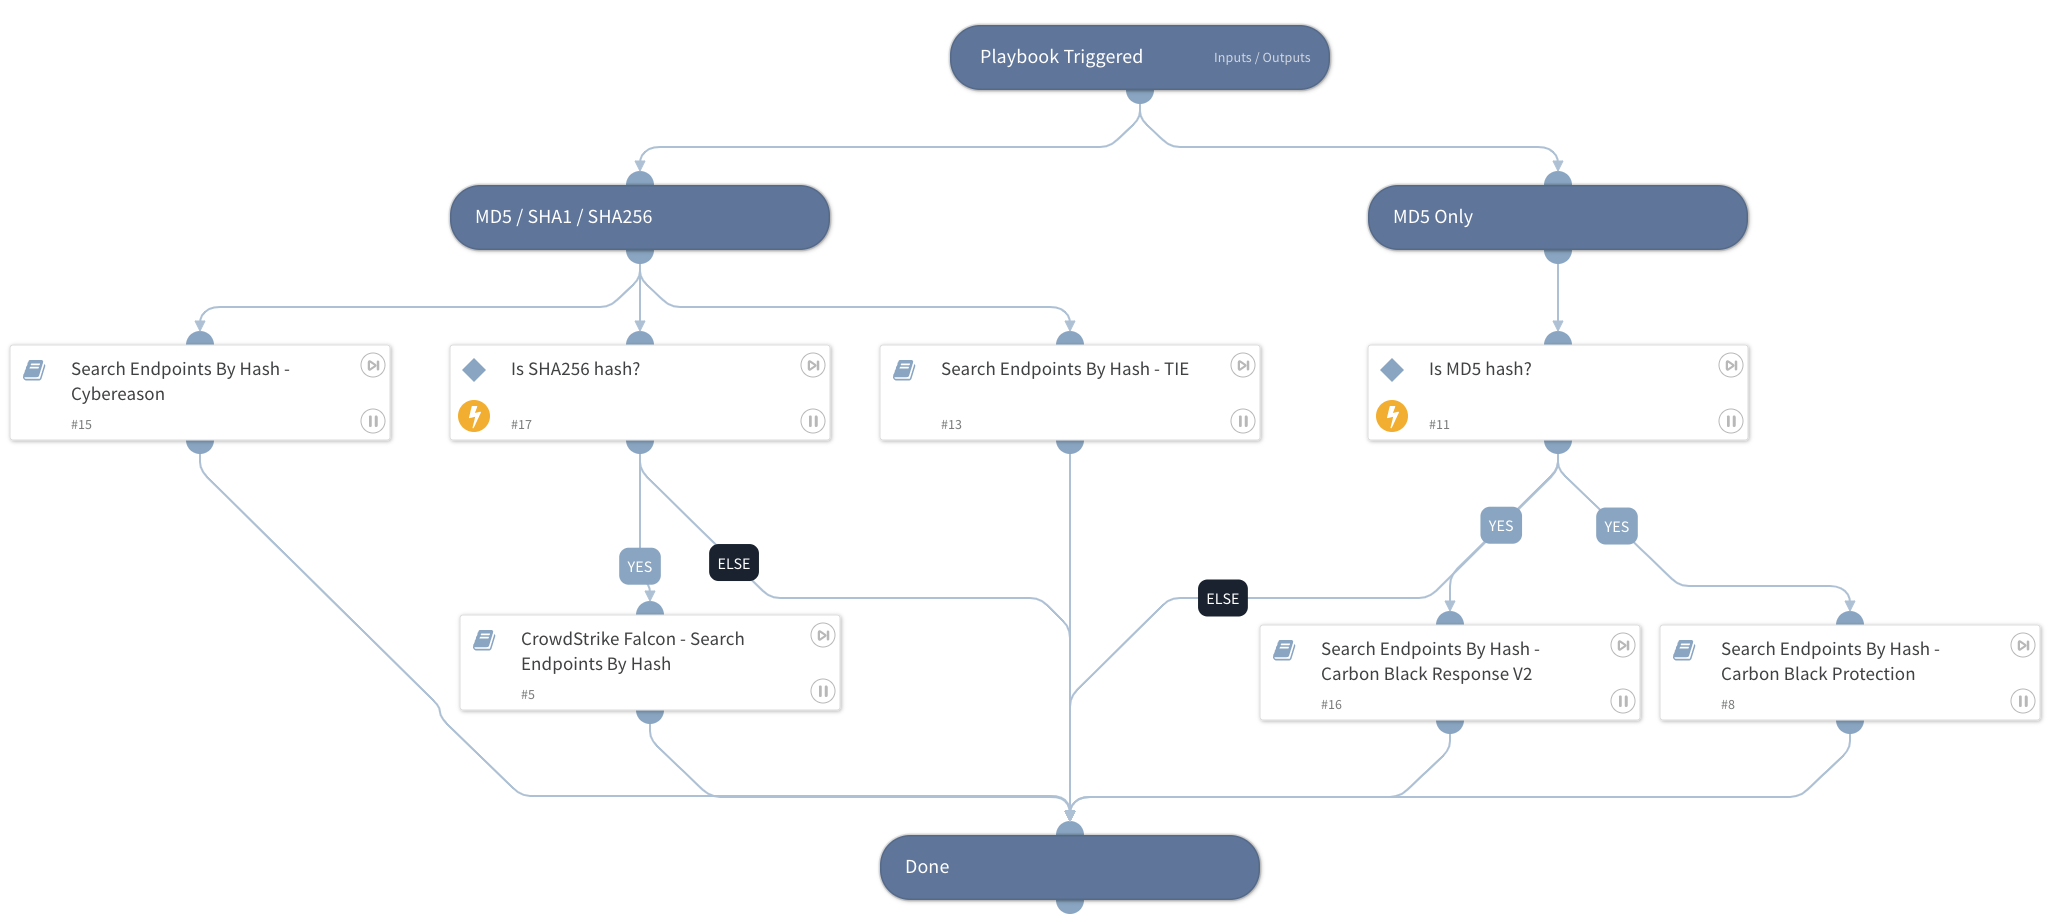 Playbook Triggered
Inputs / Outputs
MD5 / SHA1 / SHA256
MD5 Only
Search Endpoints By Hash -
Cybereason
#15
Is SHA256 hash?
#17
Search Endpoints By Hash - TIE
#13
Is MD5 hash?
#11
YES
ELSE
ELSE
YES
YES
CrowdStrike Falcon - Search
Endpoints By Hash
#5
Search Endpoints By Hash -
Carbon Black Response V2
#16
Search Endpoints By Hash -
Carbon Black Protection
#8
Done